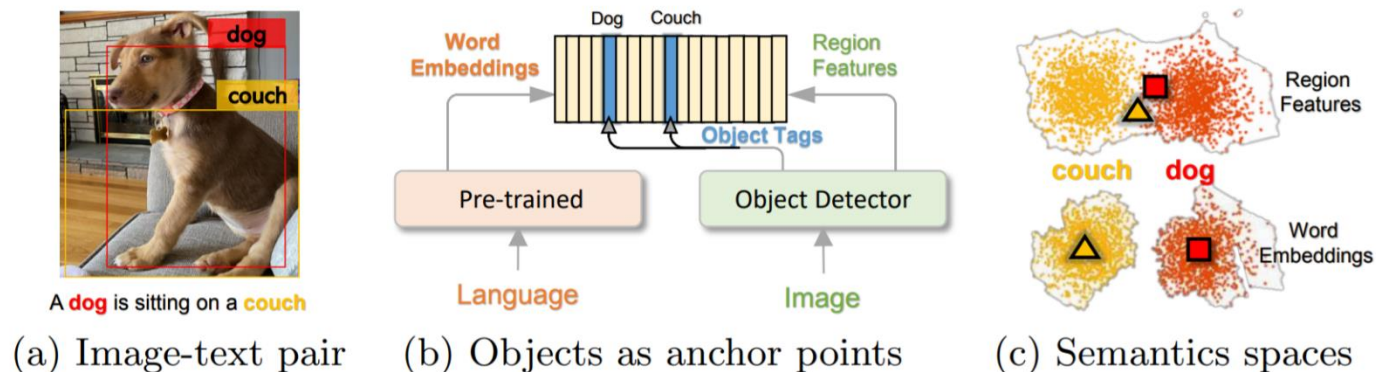 dog
couch
A dog is sitting on a couch
(a) Image-text pair
Dog Couch
Word
Embeddings
Region
Features
Object Tags
Pre-trained
Object Detector
Language
Image
(b) Objects as anchor points
Region
Features
couch dog
Word
Embeddings
(c) Semantics spaces